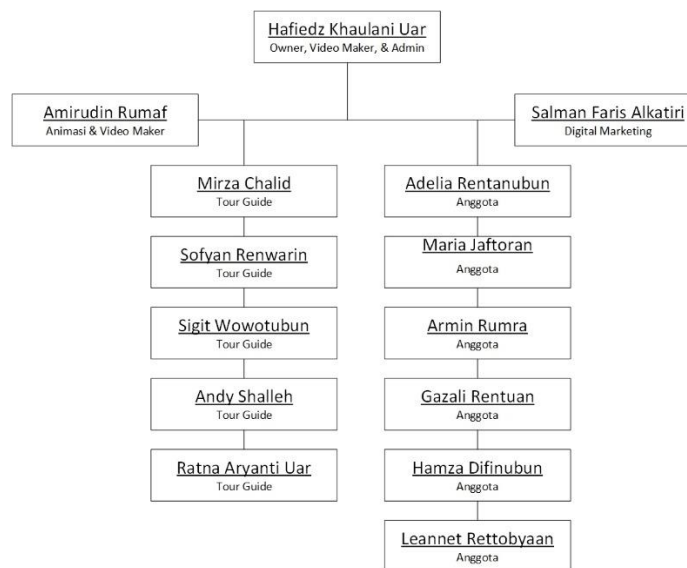 Hafiedz Khaulani Uar
Owner, Video Maker, & Admin
Amirudin Rumaf
Animasi & Video Maker
Salman Faris Alkatiri
Digital Marketing
Mirza Chalid
Tour Guide
Adelia Rentanubun
Anggota
Sofyan Renwarin
Tour Guide
Maria Jaftoran
Anggota
Sigit Wowotubun
Tour Guide
Armin Rumra
Anggota
Andy Shalleh
Tour Guide
Gazali Rentuan
Anggota
Ratna Aryanti Uar
Tour Guide
Hamza Difinubun
Anggota
Leannet Rettobyaan
Anggota